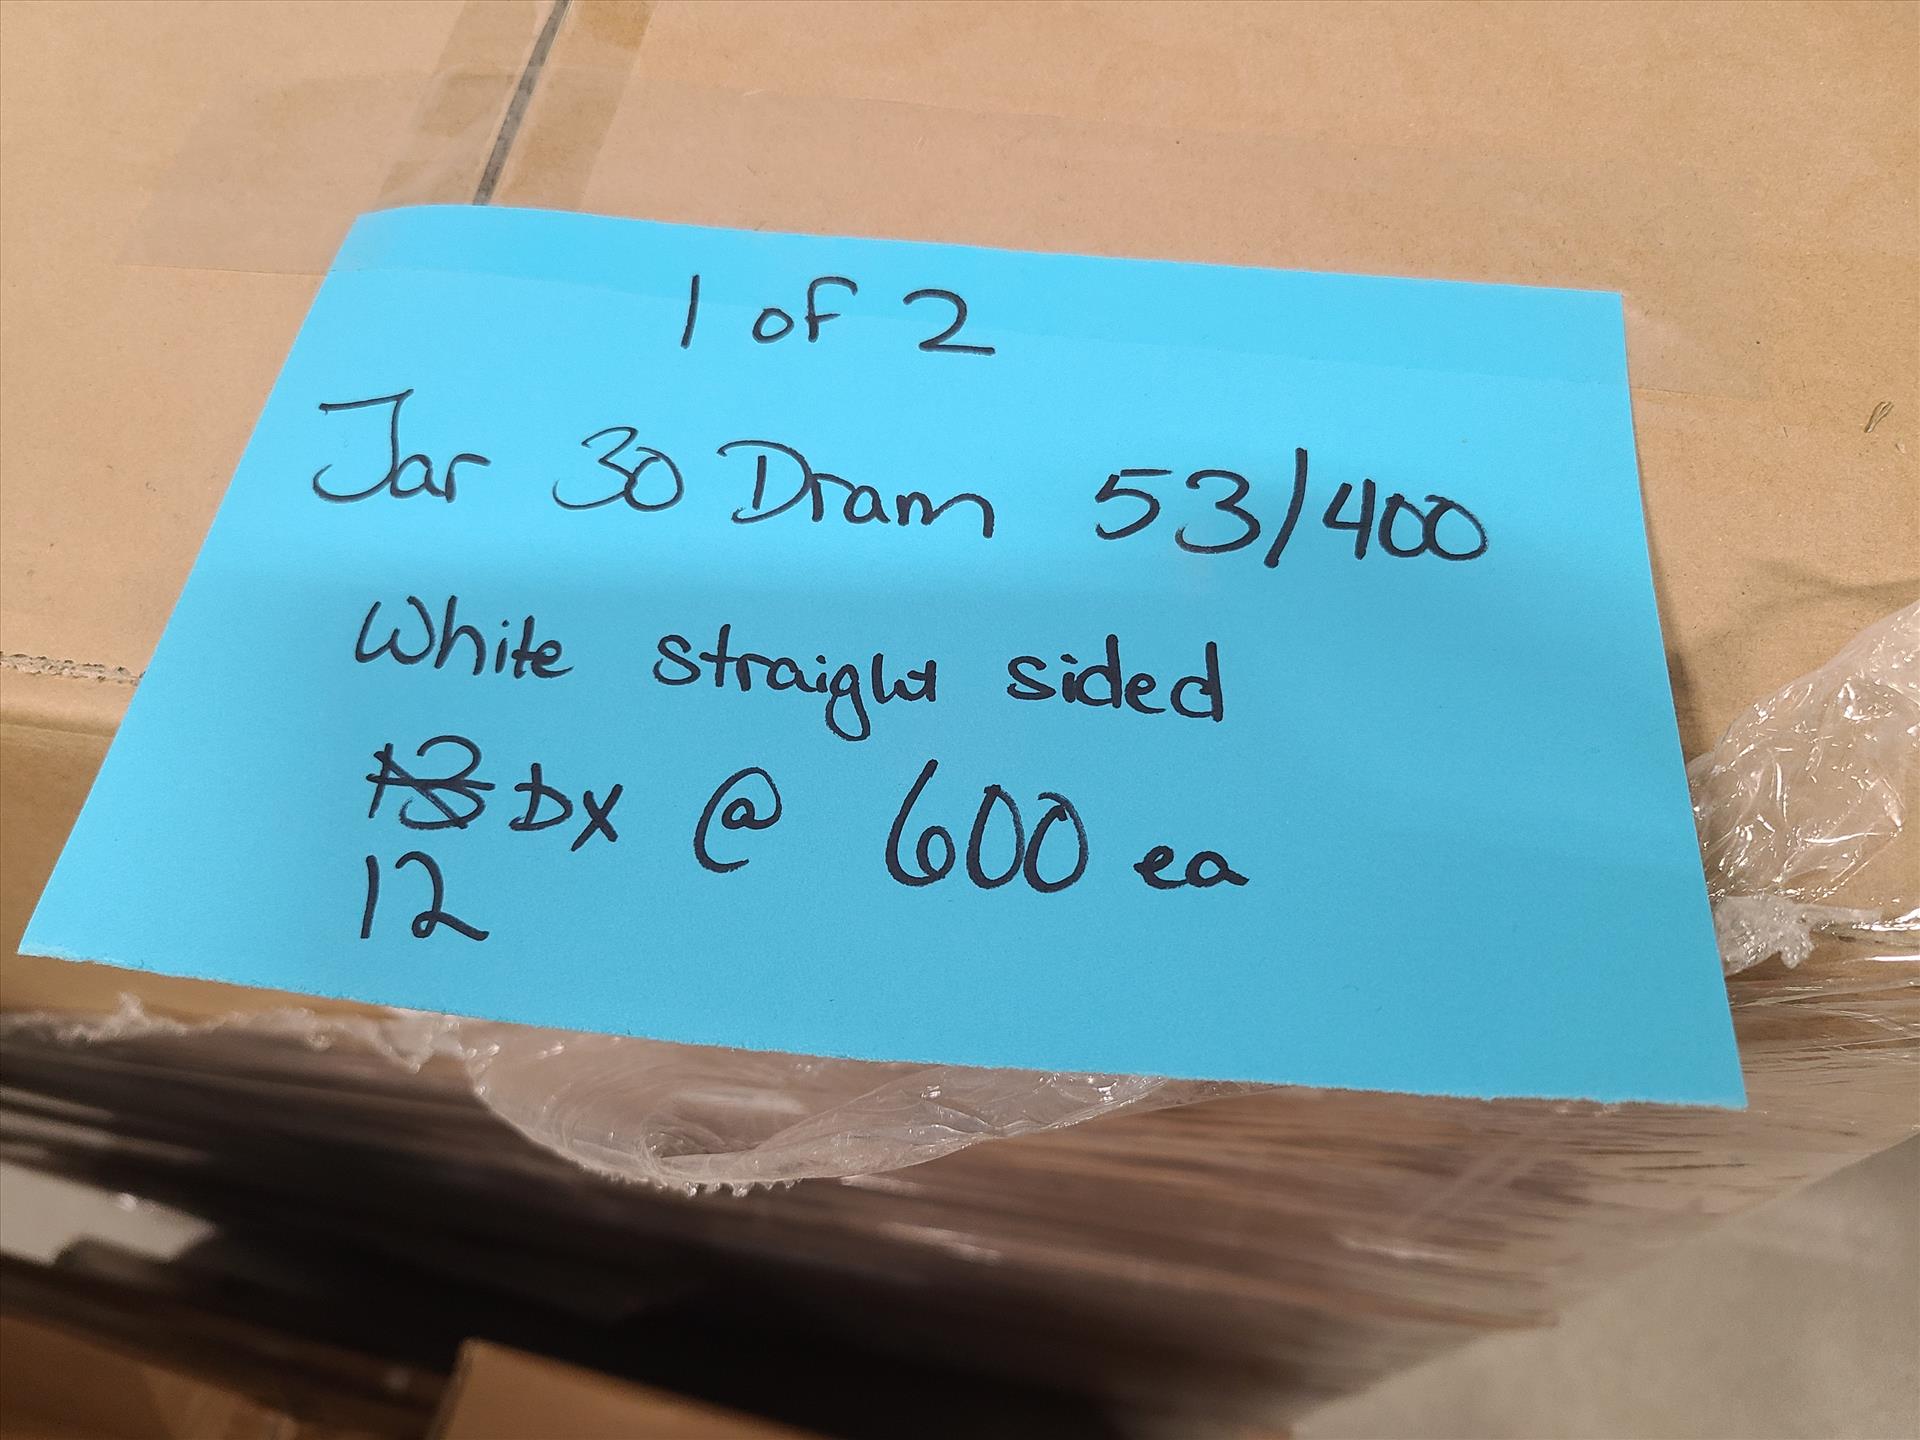 1 of 2
Jar 30 Dram 53/400
White straight sided
13 bx @ 600 ea
12